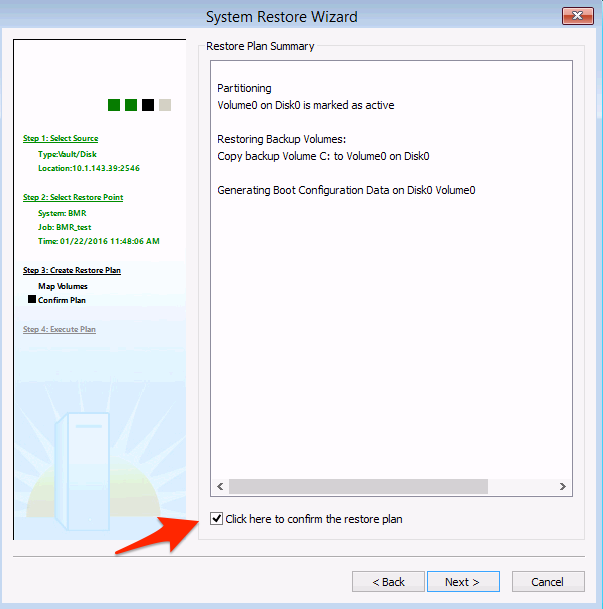 System Restore Wizard
Step 1: Select Source
Type:Vault/Disk
Location:10.1.143.39:2546
Step 2: Select Restore Point
System: BMR
Job: BMR_test
Time: 01/22/2016 11:48:06 AM
Step 3: Create Restore Plan
Map Volumes
Confirm Plan
Step 4: Execute Plan
Restore Plan Summary
Partitioning
Volume0 on Disk0 is marked as active
Restoring Backup Volumes:
Copy backup Volume C: to Volume0 on Disk0
Generating Boot Configuration Data on Disk0 Volume0
Click here to confirm the restore plan
< Back
Next >
Cancel